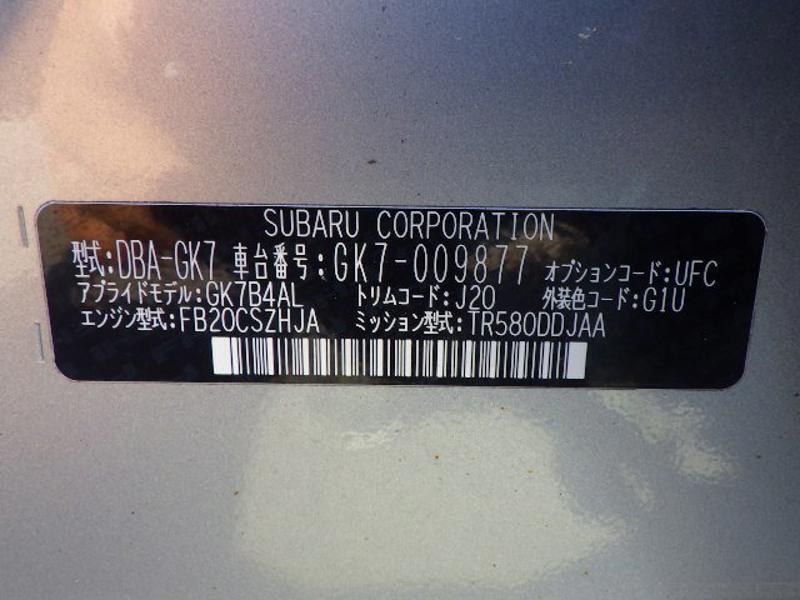 SUBARU CORPORATION
型式:DBA-GK7 車台番号:GK7-009877 オプションコード:UFC
アプライドモデル:GK7B4AL トリムコード:J20 外装色コード:G1U
エンジン型式:FB20CSZHJA ミッション型式:TR580DDJAA